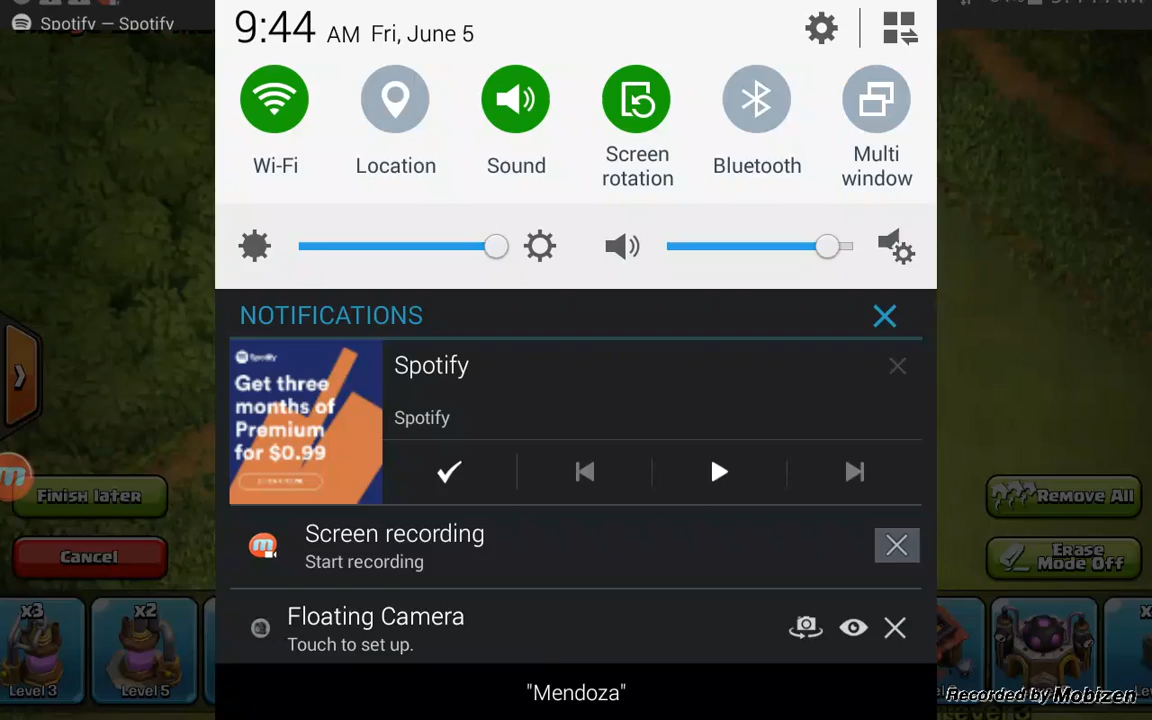 Spotify — Spotify
9:44 AM Fri, June 5
Wi-Fi
Location
Sound
Screen rotation
Bluetooth
Multi window
NOTIFICATIONS
Spotify
Get three
months of
Premium
for $0.99
Spotify
Spotify
Screen recording
Start recording
Floating Camera
Touch to set up.
"Mendoza"
Finish later
Cancel
Remove All
Erase
Mode Off
x3
Level 3
x2
Level 5
Recorded by Mobizen